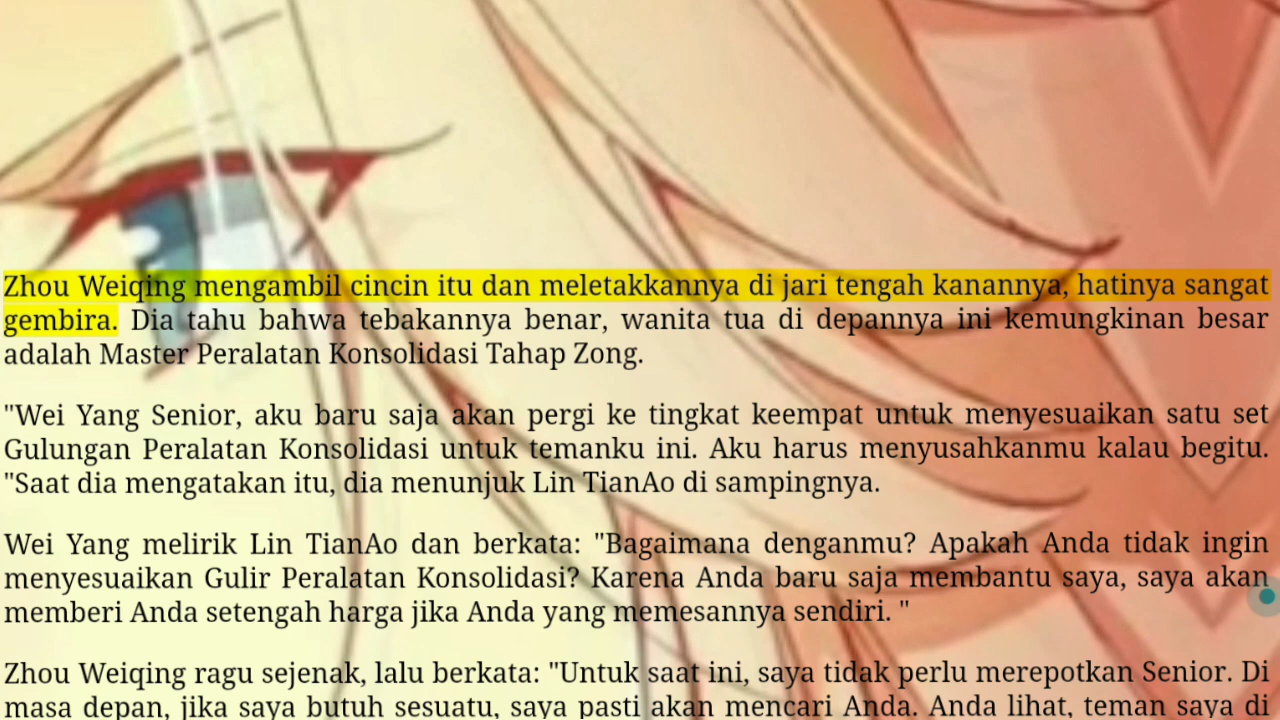 Zhou Weiqing mengambil cincin itu dan meletakkannya di jari tengah kanannya, hatinya sangat
gembira. Dia tahu bahwa tebakannya benar, wanita tua di depannya ini kemungkinan besar
adalah Master Peralatan Konsolidasi Tahap Zong.
"Wei Yang Senior, aku baru saja akan pergi ke tingkat keempat untuk menyesuaikan satu set
Gulungan Peralatan Konsolidasi untuk temanku ini. Aku harus menyusahkanmu kalau begitu.
"Saat dia mengatakan itu, dia menunjuk Lin TianAo di sampingnya.
Wei Yang melirik Lin TianAo dan berkata: "Bagaimana denganmu? Apakah Anda tidak ingin
menyesuaikan Gulir Peralatan Konsolidasi? Karena Anda baru saja membantu saya, saya akan
memberi Anda setengah harga jika Anda yang memesannya sendiri. "
Zhou Weiqing ragu sejenak, lalu berkata: "Untuk saat ini, saya tidak perlu merepotkan Senior. Di
masa depan, jika saya butuh sesuatu, saya pasti akan mencari Anda. Anda lihat, teman saya di